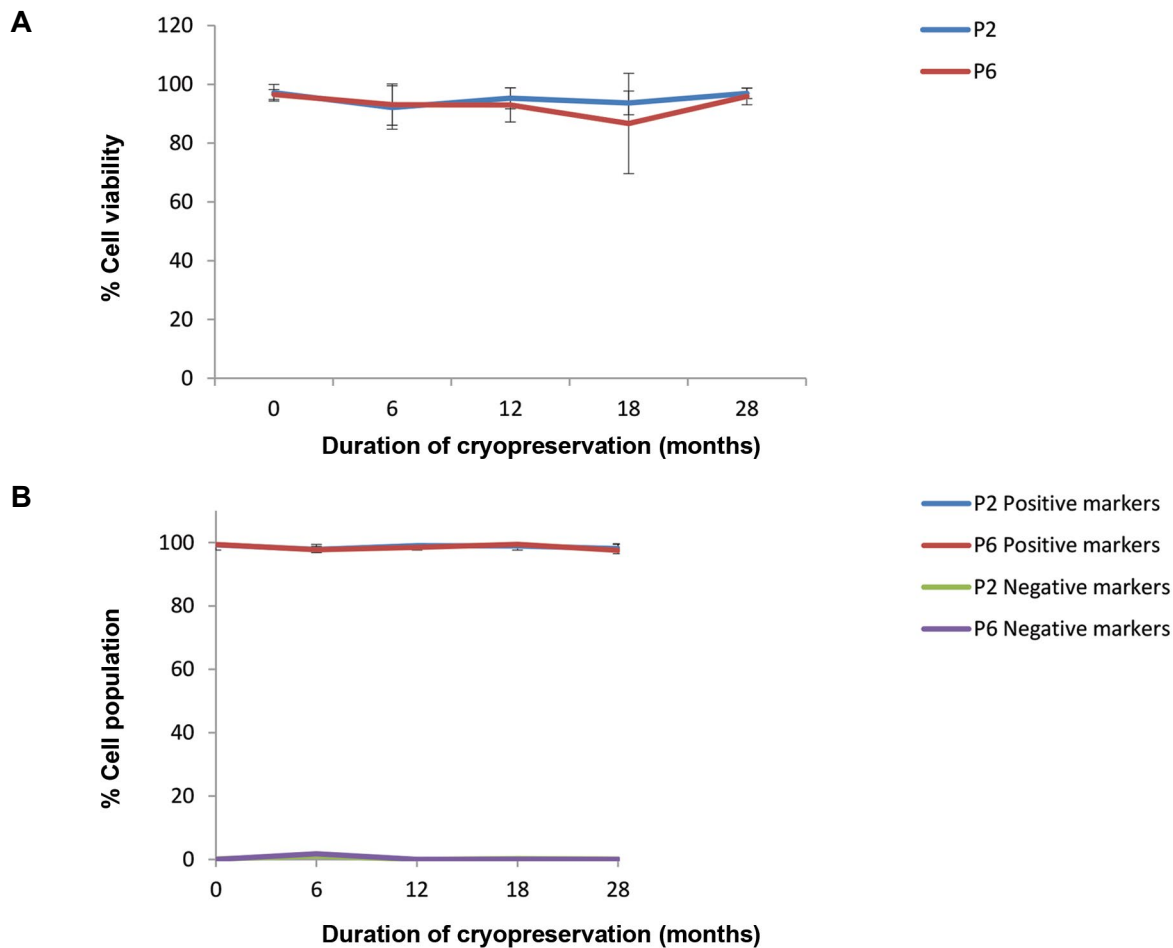 A
120
100
80
60
40
20
0
% Cell viability
0 6 12 18 28
Duration of cryopreservation (months)
P2
P6
B
100
80
60
40
20
0
% Cell population
0 6 12 18 28
Duration of cryopreservation (months)
P2 Positive markers
P6 Positive markers
P2 Negative markers
P6 Negative markers